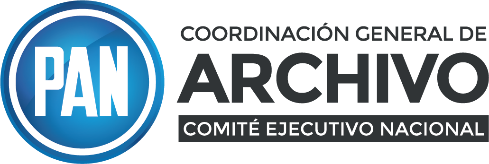 PAN
COORDINACIÓN GENERAL DE
ARCHIVO
COMITÉ EJECUTIVO NACIONAL